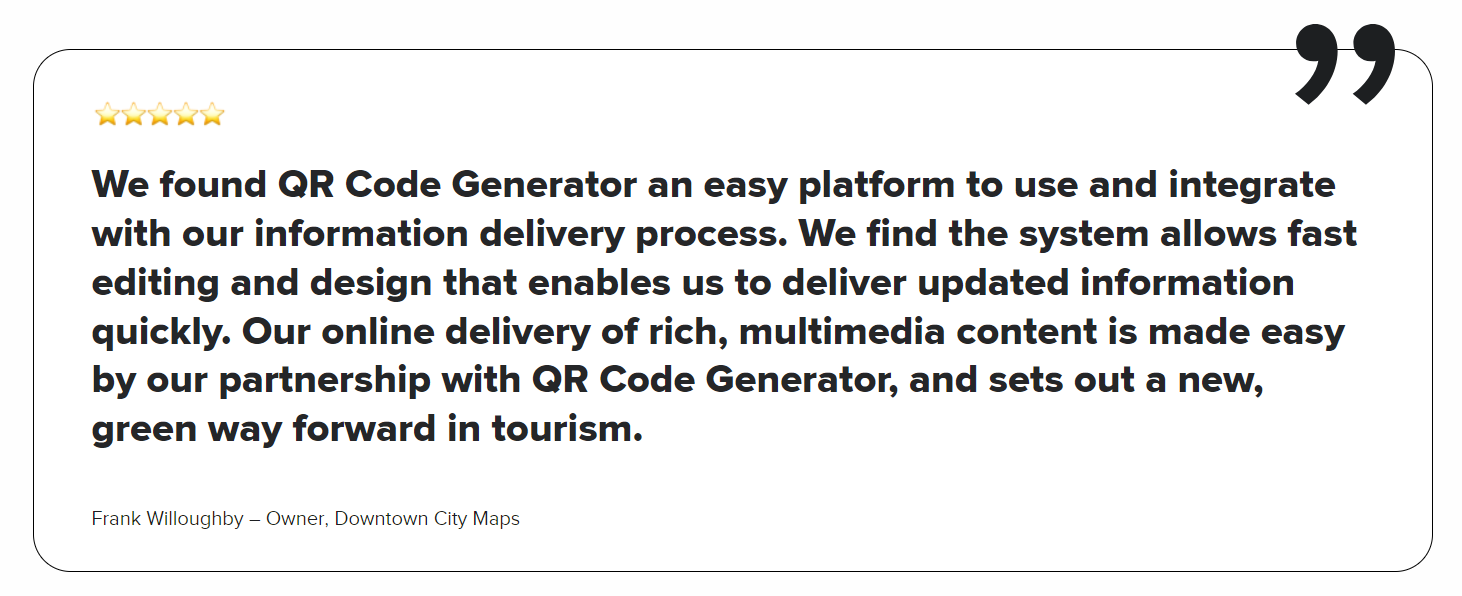 ”
We found QR Code Generator an easy platform to use and integrate
with our information delivery process. We find the system allows fast
editing and design that enables us to deliver updated information
quickly. Our online delivery of rich, multimedia content is made easy
by our partnership with QR Code Generator, and sets out a new,
green way forward in tourism.
Frank Willoughby – Owner, Downtown City Maps